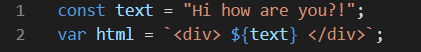 1 const text = "Hi how are you?!";
2 var html = `<div> ${text} </div>`;